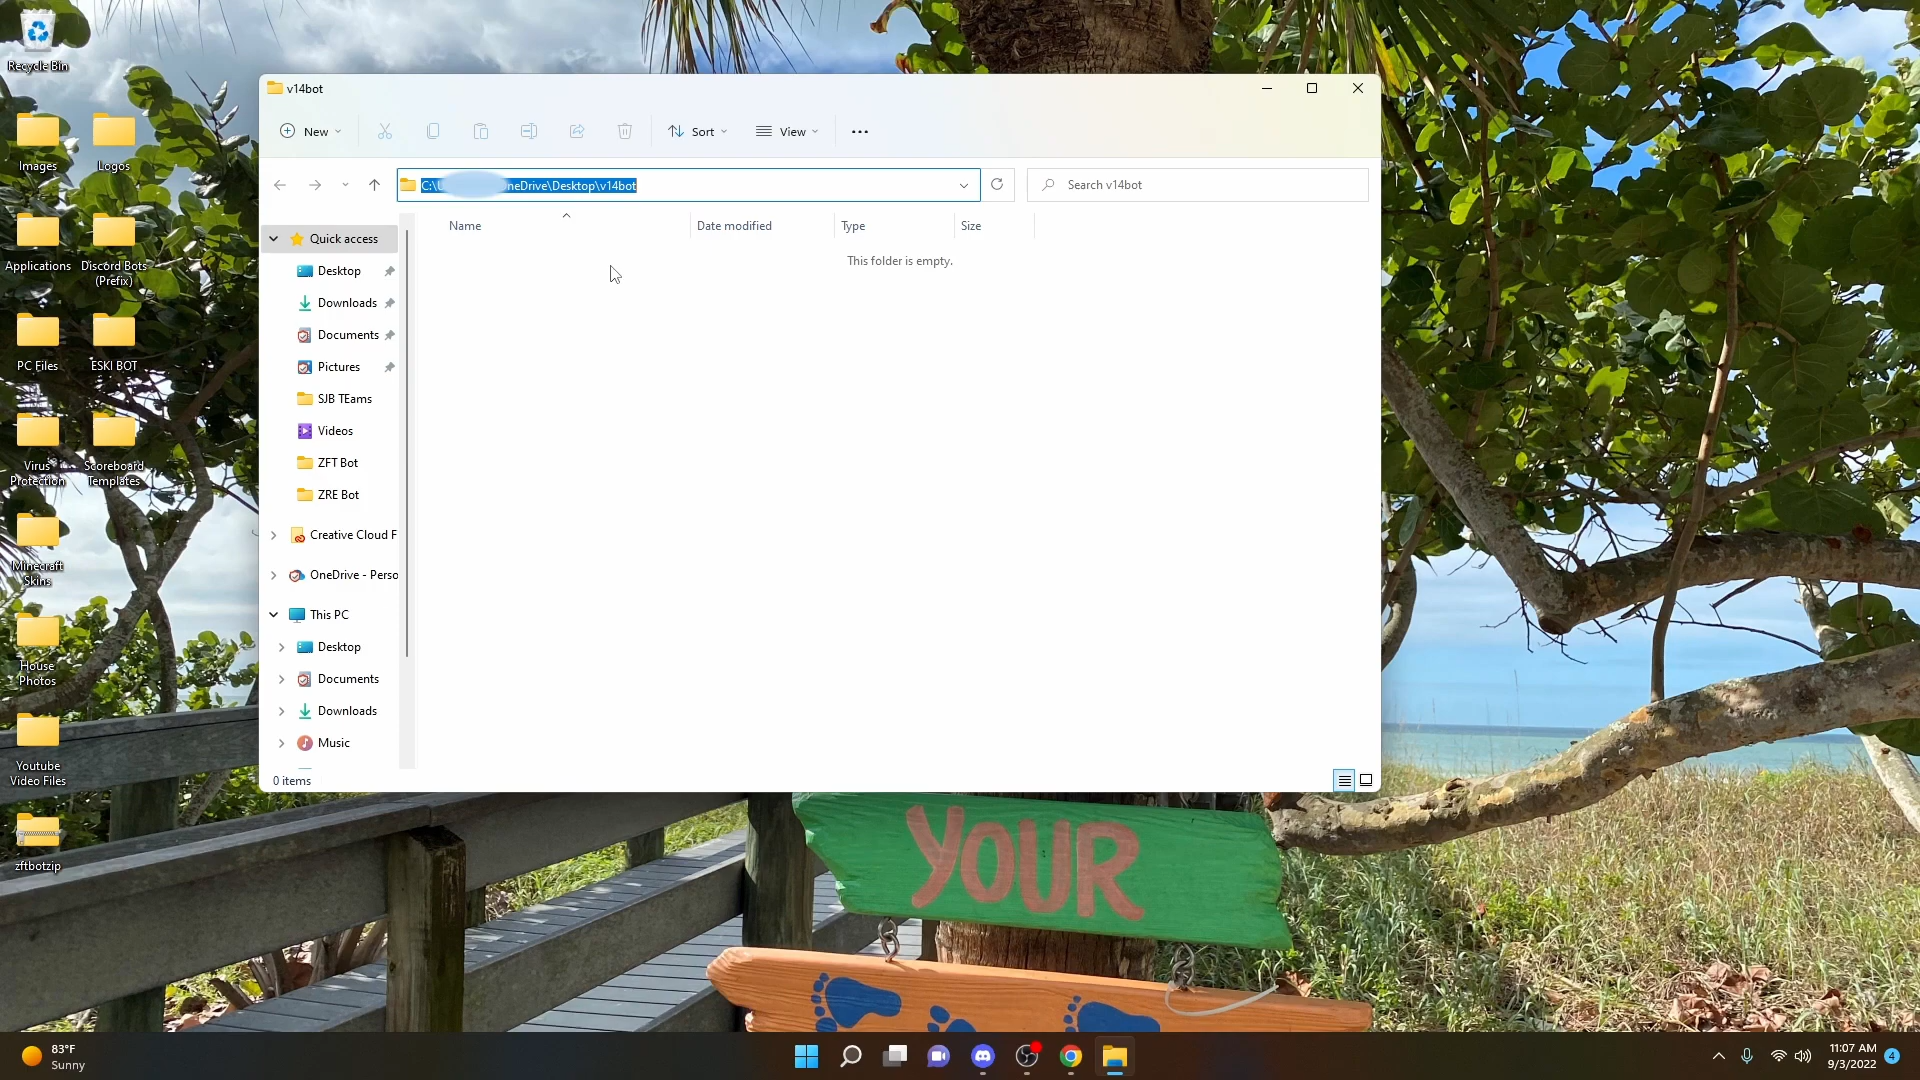 Recycle Bin
Images
Logos
Applications
Discord Bots
(Prefix)
PC Files
ESKI BOT
Virus
Protection
Scoreboard
Templates
Minecraft
Skins
House
Photos
Youtube
Video Files
zftbotzip
v14bot
New
Sort
View
C:\U neDrive\Desktop\v14bot
Search v14bot
Name
Date modified
Type
Size
This folder is empty.
Quick access
Desktop
Downloads
Documents
Pictures
SJB TEams
Videos
ZFT Bot
ZRE Bot
Creative Cloud F
OneDrive - Perso
This PC
Desktop
Documents
Downloads
Music
0 items
YOUR
83°F
Sunny
11:07 AM
9/3/2022
4